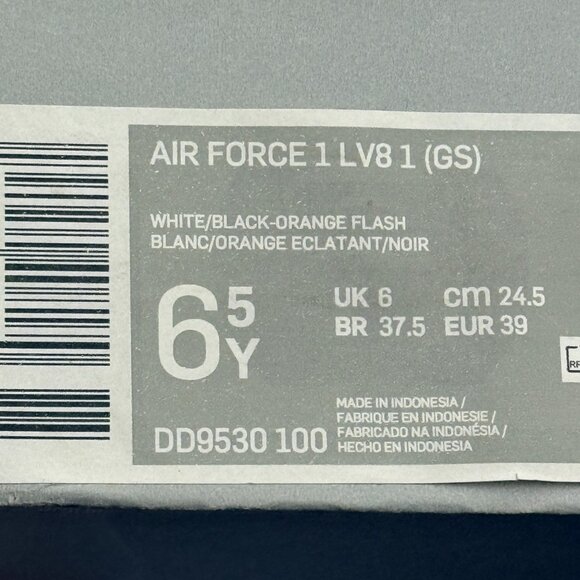 AIR FORCE 1 LV8 1 (GS)
WHITE/BLACK-ORANGE FLASH
BLANC/ORANGE ECLATANT/NOIR
6 5 Y
UK 6 cm 24.5
BR 37.5 EUR 39
DD9530 100
MADE IN INDONESIA /
FABRIQUE EN INDONESIE /
FABRICADO NA INDONÉSIA /
HECHO EN INDONESIA